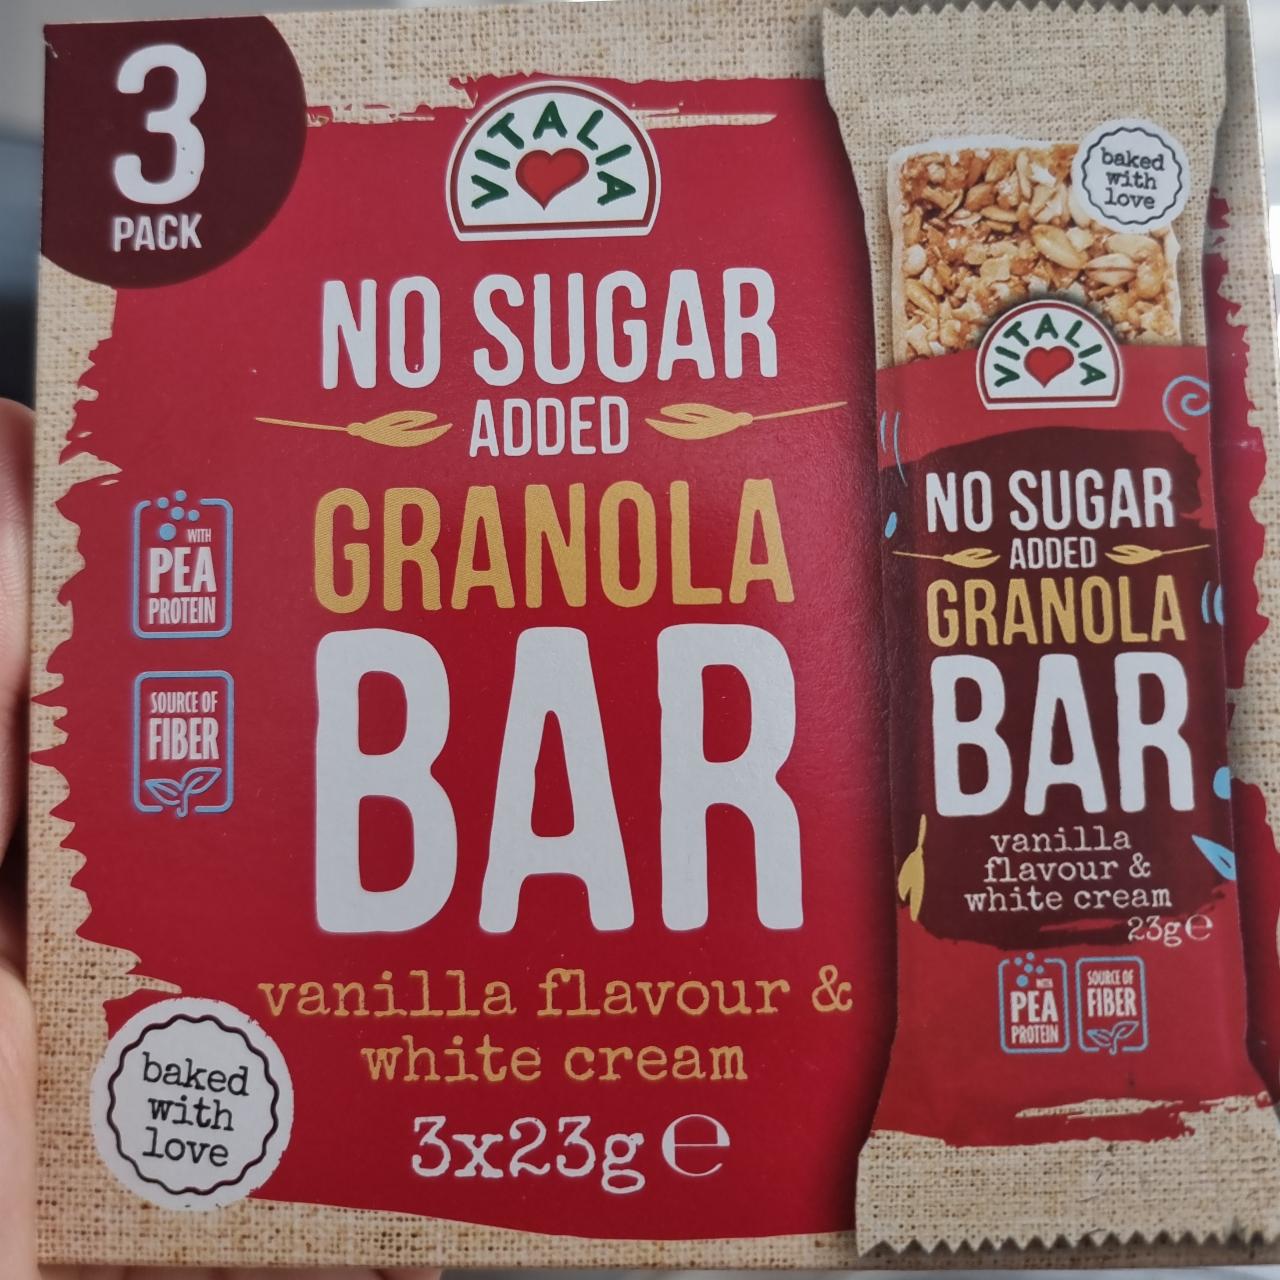 3
PACK
VITALIA
NO SUGAR
ADDED
GRANOLA
BAR
WITH
PEA
PROTEIN
SOURCE OF
FIBER
vanilla flavour &
white cream
3x23g e
baked
with
love
baked
with
love
VITALIA
NO SUGAR
ADDED
GRANOLA
BAR
vanilla
flavour &
white cream
23g e
WITH
PEA
PROTEIN
SOURCE OF
FIBER